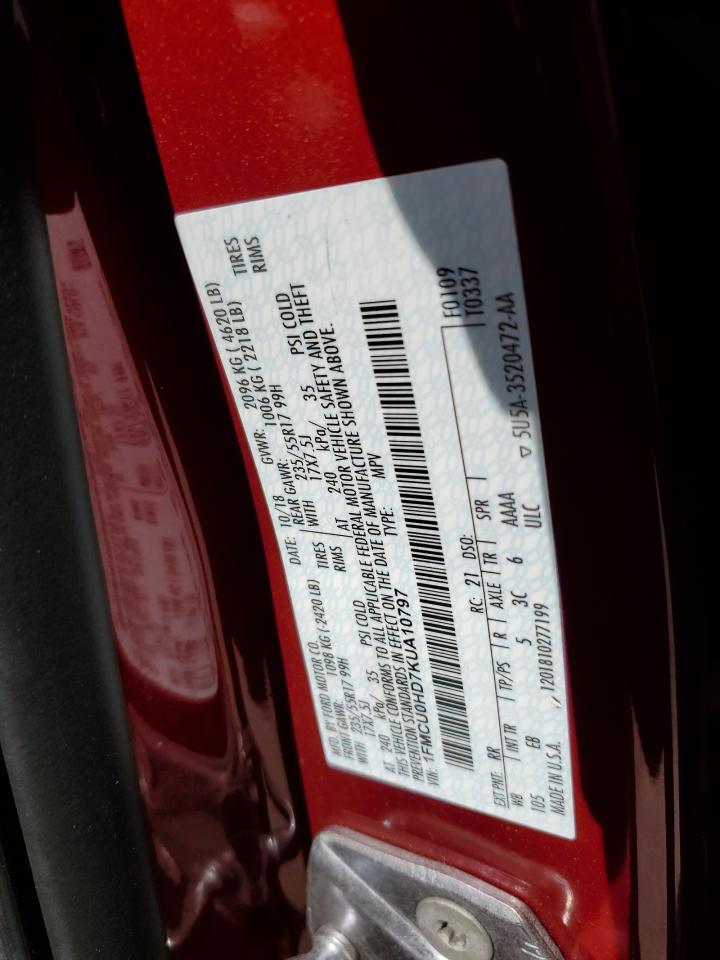 MFD. BY FORD MOTOR CO. DATE: 10/18 GVWR: 2096 KG ( 4620 LB)
FRONT GAWR: 1098 KG ( 2420 LB) REAR GAWR: 1006 KG ( 2218 LB)
WITH 235/55R17 99H TIRES WITH 235/55R17 99H TIRES
17X7.5J RIMS 17X7.5J RIMS
AT 240 kPa/ 35 PSI COLD AT 240 kPa/ 35 PSI COLD
THIS VEHICLE CONFORMS TO ALL APPLICABLE FEDERAL MOTOR VEHICLE SAFETY AND THEFT
PREVENTION STANDARDS IN EFFECT ON THE DATE OF MANUFACTURE SHOWN ABOVE.
VIN: 1FMCU0HD7KUA10797 TYPE: MPV
F0109
T0337
EXT PNT: RR RC: 21 DSO:
WB INT TR TP/PS R AXLE TR SPR
105 EB 5 3C 6 AAAA
MADE IN U.S.A. 1201810277199 ULC
5U5A-3520472-AA